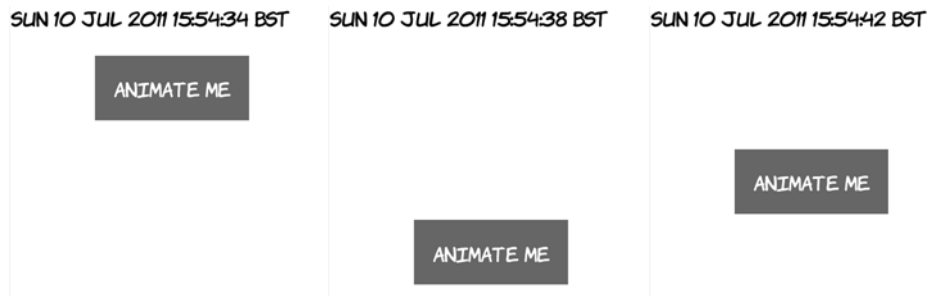 SUN 10 JUL 2011 15:54:34 BST
ANIMATE ME
SUN 10 JUL 2011 15:54:38 BST
ANIMATE ME
SUN 10 JUL 2011 15:54:42 BST
ANIMATE ME